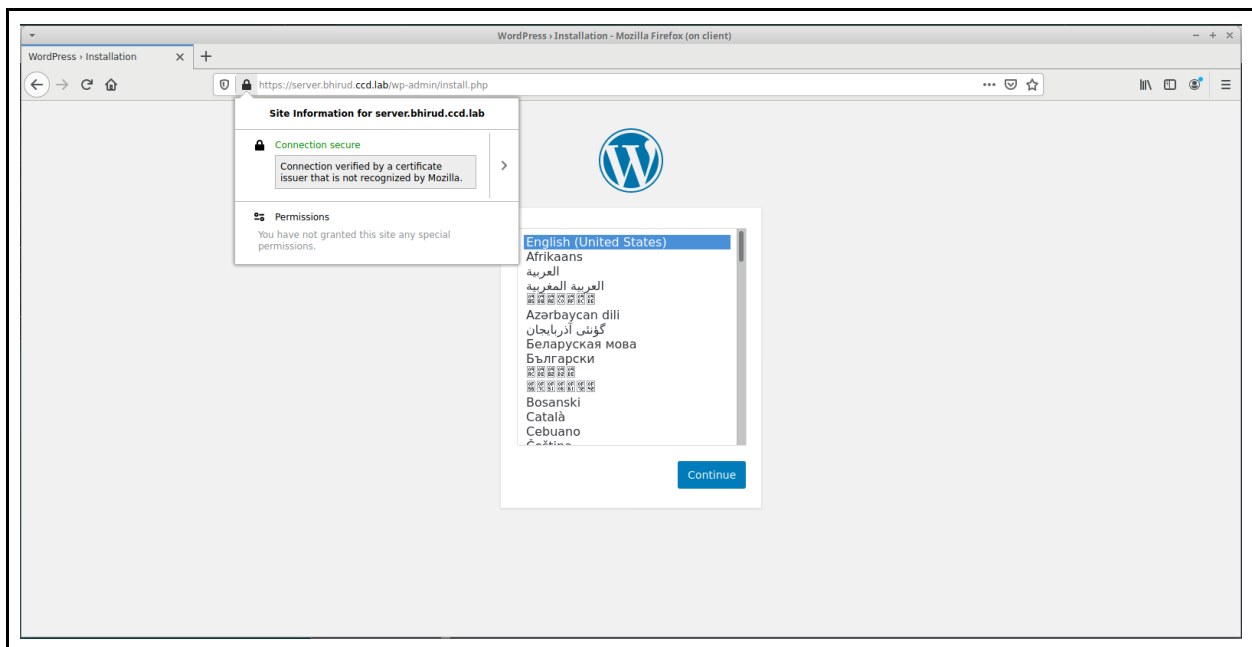 WordPress › Installation - Mozilla Firefox (on client)
WordPress › Installation
https://server.bhirud.ccd.lab/wp-admin/install.php
Site Information for server.bhirud.ccd.lab
Connection secure
Connection verified by a certificate
issuer that is not recognized by Mozilla.
Permissions
You have not granted this site any special
permissions.
English (United States)
Afrikaans
العربية
العربية المغربية
Azərbaycan dili
گؤنئی آذربایجان
Беларуская мова
Български
Bosanski
Català
Cebuano
Čeština
Continue